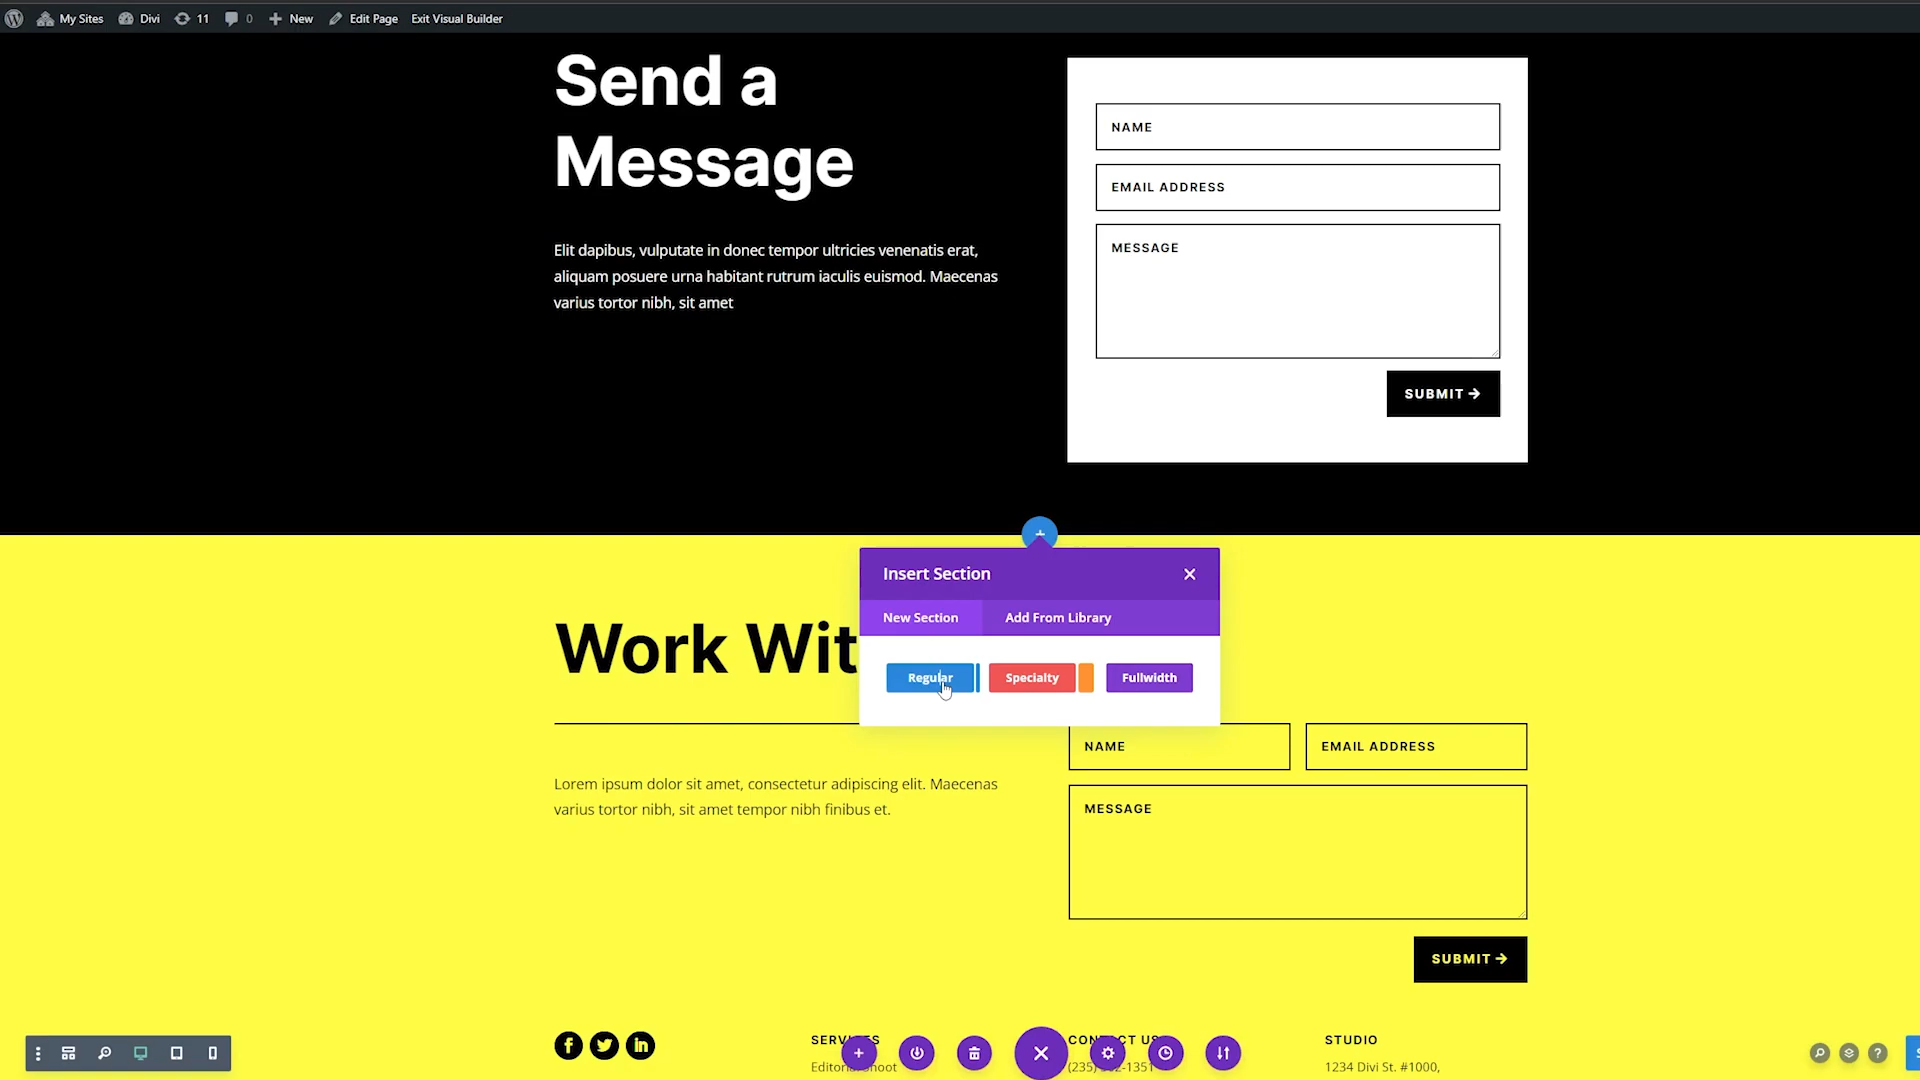 My Sites
Divi
11
0
New
Edit Page
Exit Visual Builder
Send a
Message
Elit dapibus, vulputate in donec tempor ultricies venenatis erat,
aliquam posuere urna habitant rutrum iaculis euismod. Maecenas
varius tortor nibh, sit amet
NAME
EMAIL ADDRESS
MESSAGE
SUBMIT
Insert Section
New Section
Add From Library
Regular
Specialty
Fullwidth
Work Wit
Lorem ipsum dolor sit amet, consectetur adipiscing elit. Maecenas
varius tortor nibh, sit amet tempor nibh finibus et.
NAME
EMAIL ADDRESS
MESSAGE
SUBMIT
SERVICES
CONTACT US
STUDIO
1234 Divi St. #1000,